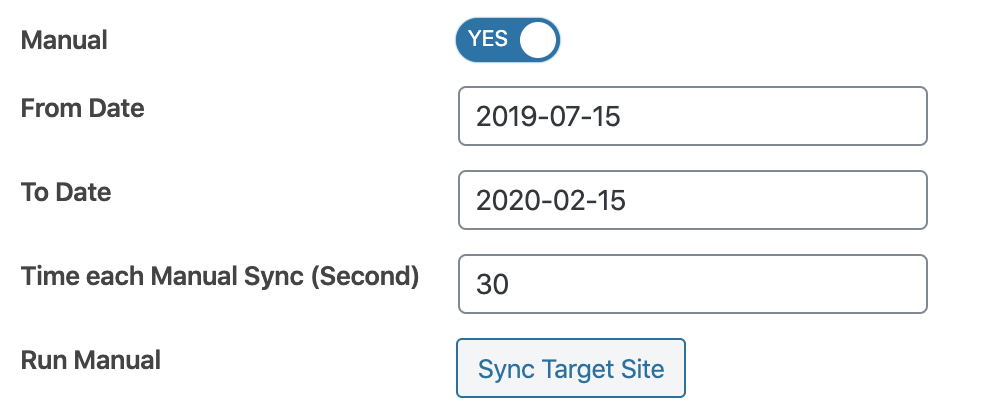 Manual YES
From Date 2019-07-15
To Date 2020-02-15
Time each Manual Sync (Second) 30
Run Manual Sync Target Site